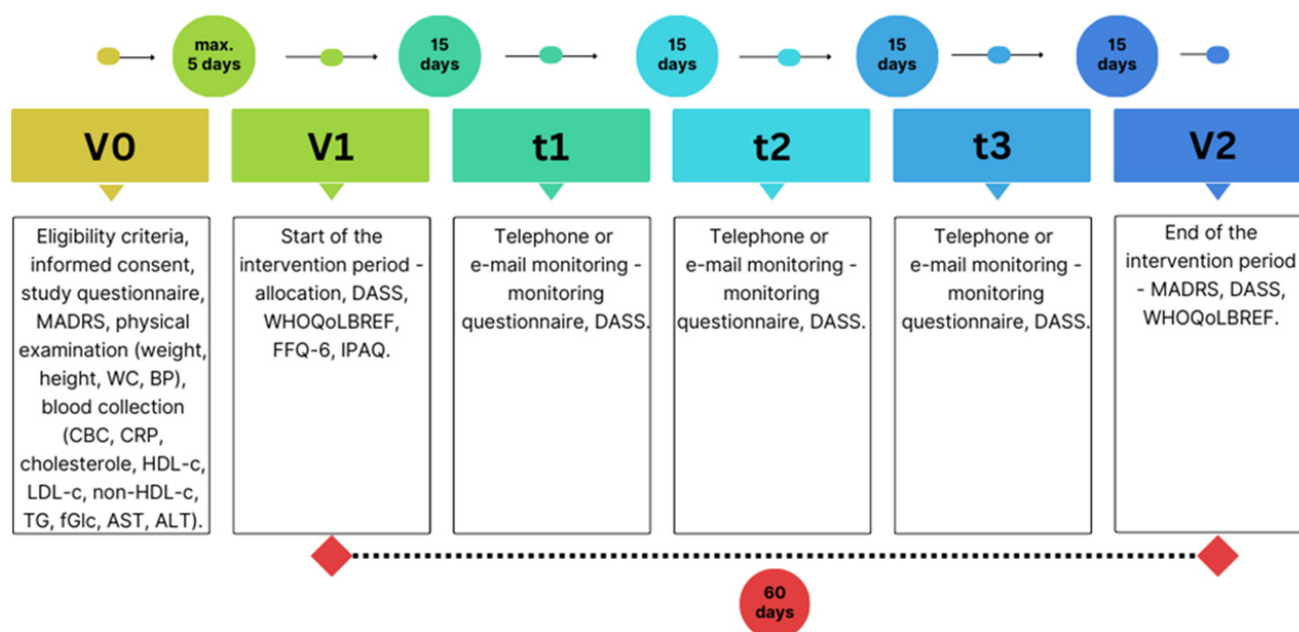 max.
5 days
15
days
15
days
15
days
15
days
V0
V1
t1
t2
t3
V2
Eligibility criteria,
informed consent,
study questionnaire,
MADRS, physical
examination (weight,
height, WC, BP),
blood collection
(CBC, CRP,
cholesterole, HDL-c,
LDL-c, non-HDL-c,
TG, fGlc, AST, ALT).
Start of the
intervention period -
allocation, DASS,
WHOQoLBREF,
FFQ-6, IPAQ.
Telephone or
e-mail monitoring -
monitoring
questionnaire, DASS.
Telephone or
e-mail monitoring -
monitoring
questionnaire, DASS.
Telephone or
e-mail monitoring -
monitoring
questionnaire, DASS.
End of the
intervention period
- MADRS, DASS,
WHOQoLBREF.
60
days